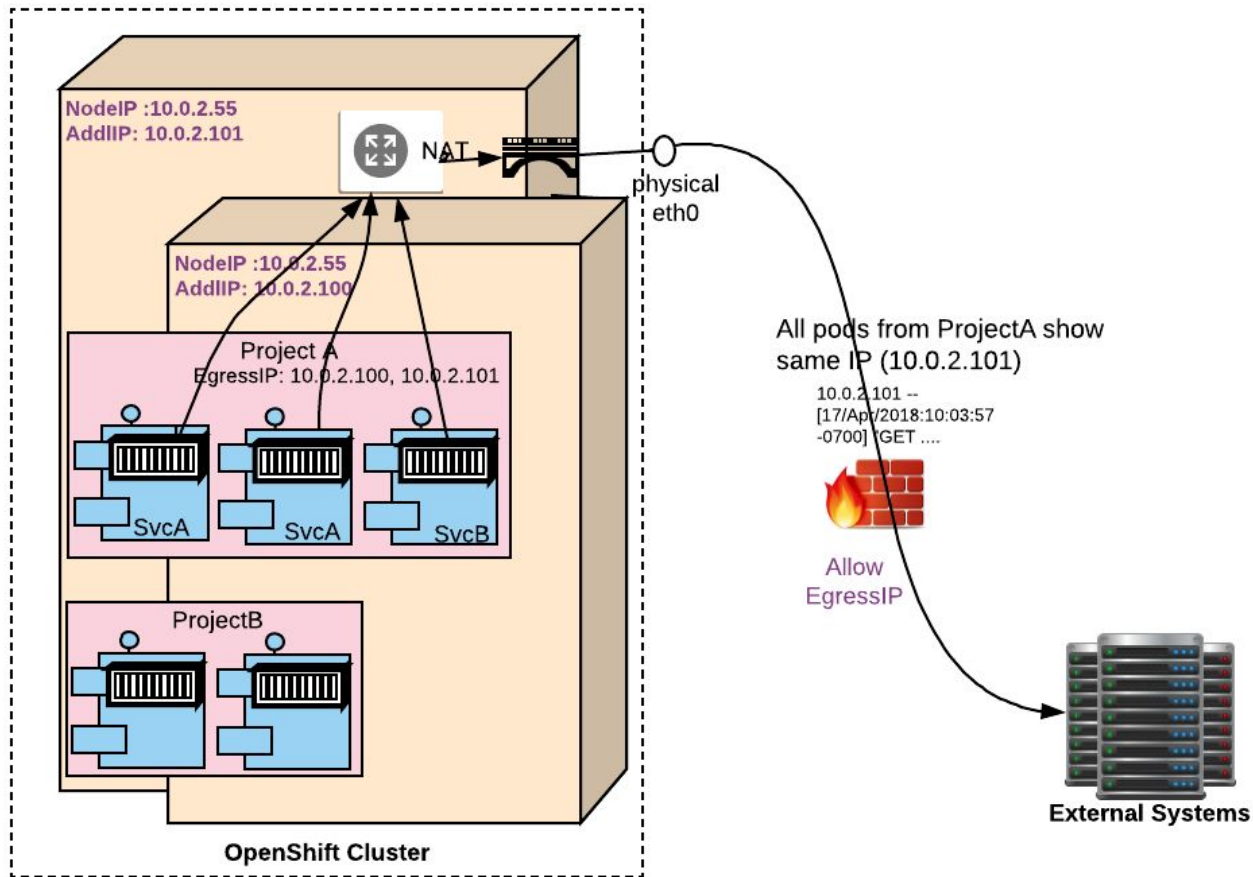 NodeIP :10.0.2.55
AddlIP: 10.0.2.101
NAT
physical
eth0
NodeIP :10.0.2.55
AddlIP: 10.0.2.100
Project A
EgressIP: 10.0.2.100, 10.0.2.101
SvcA
SvcA
SvcB
ProjectB
OpenShift Cluster
All pods from ProjectA show
same IP (10.0.2.101)
10.0.2.101 --
[17/Apr/2018:10:03:57
-0700] "GET ....
Allow
EgressIP
External Systems